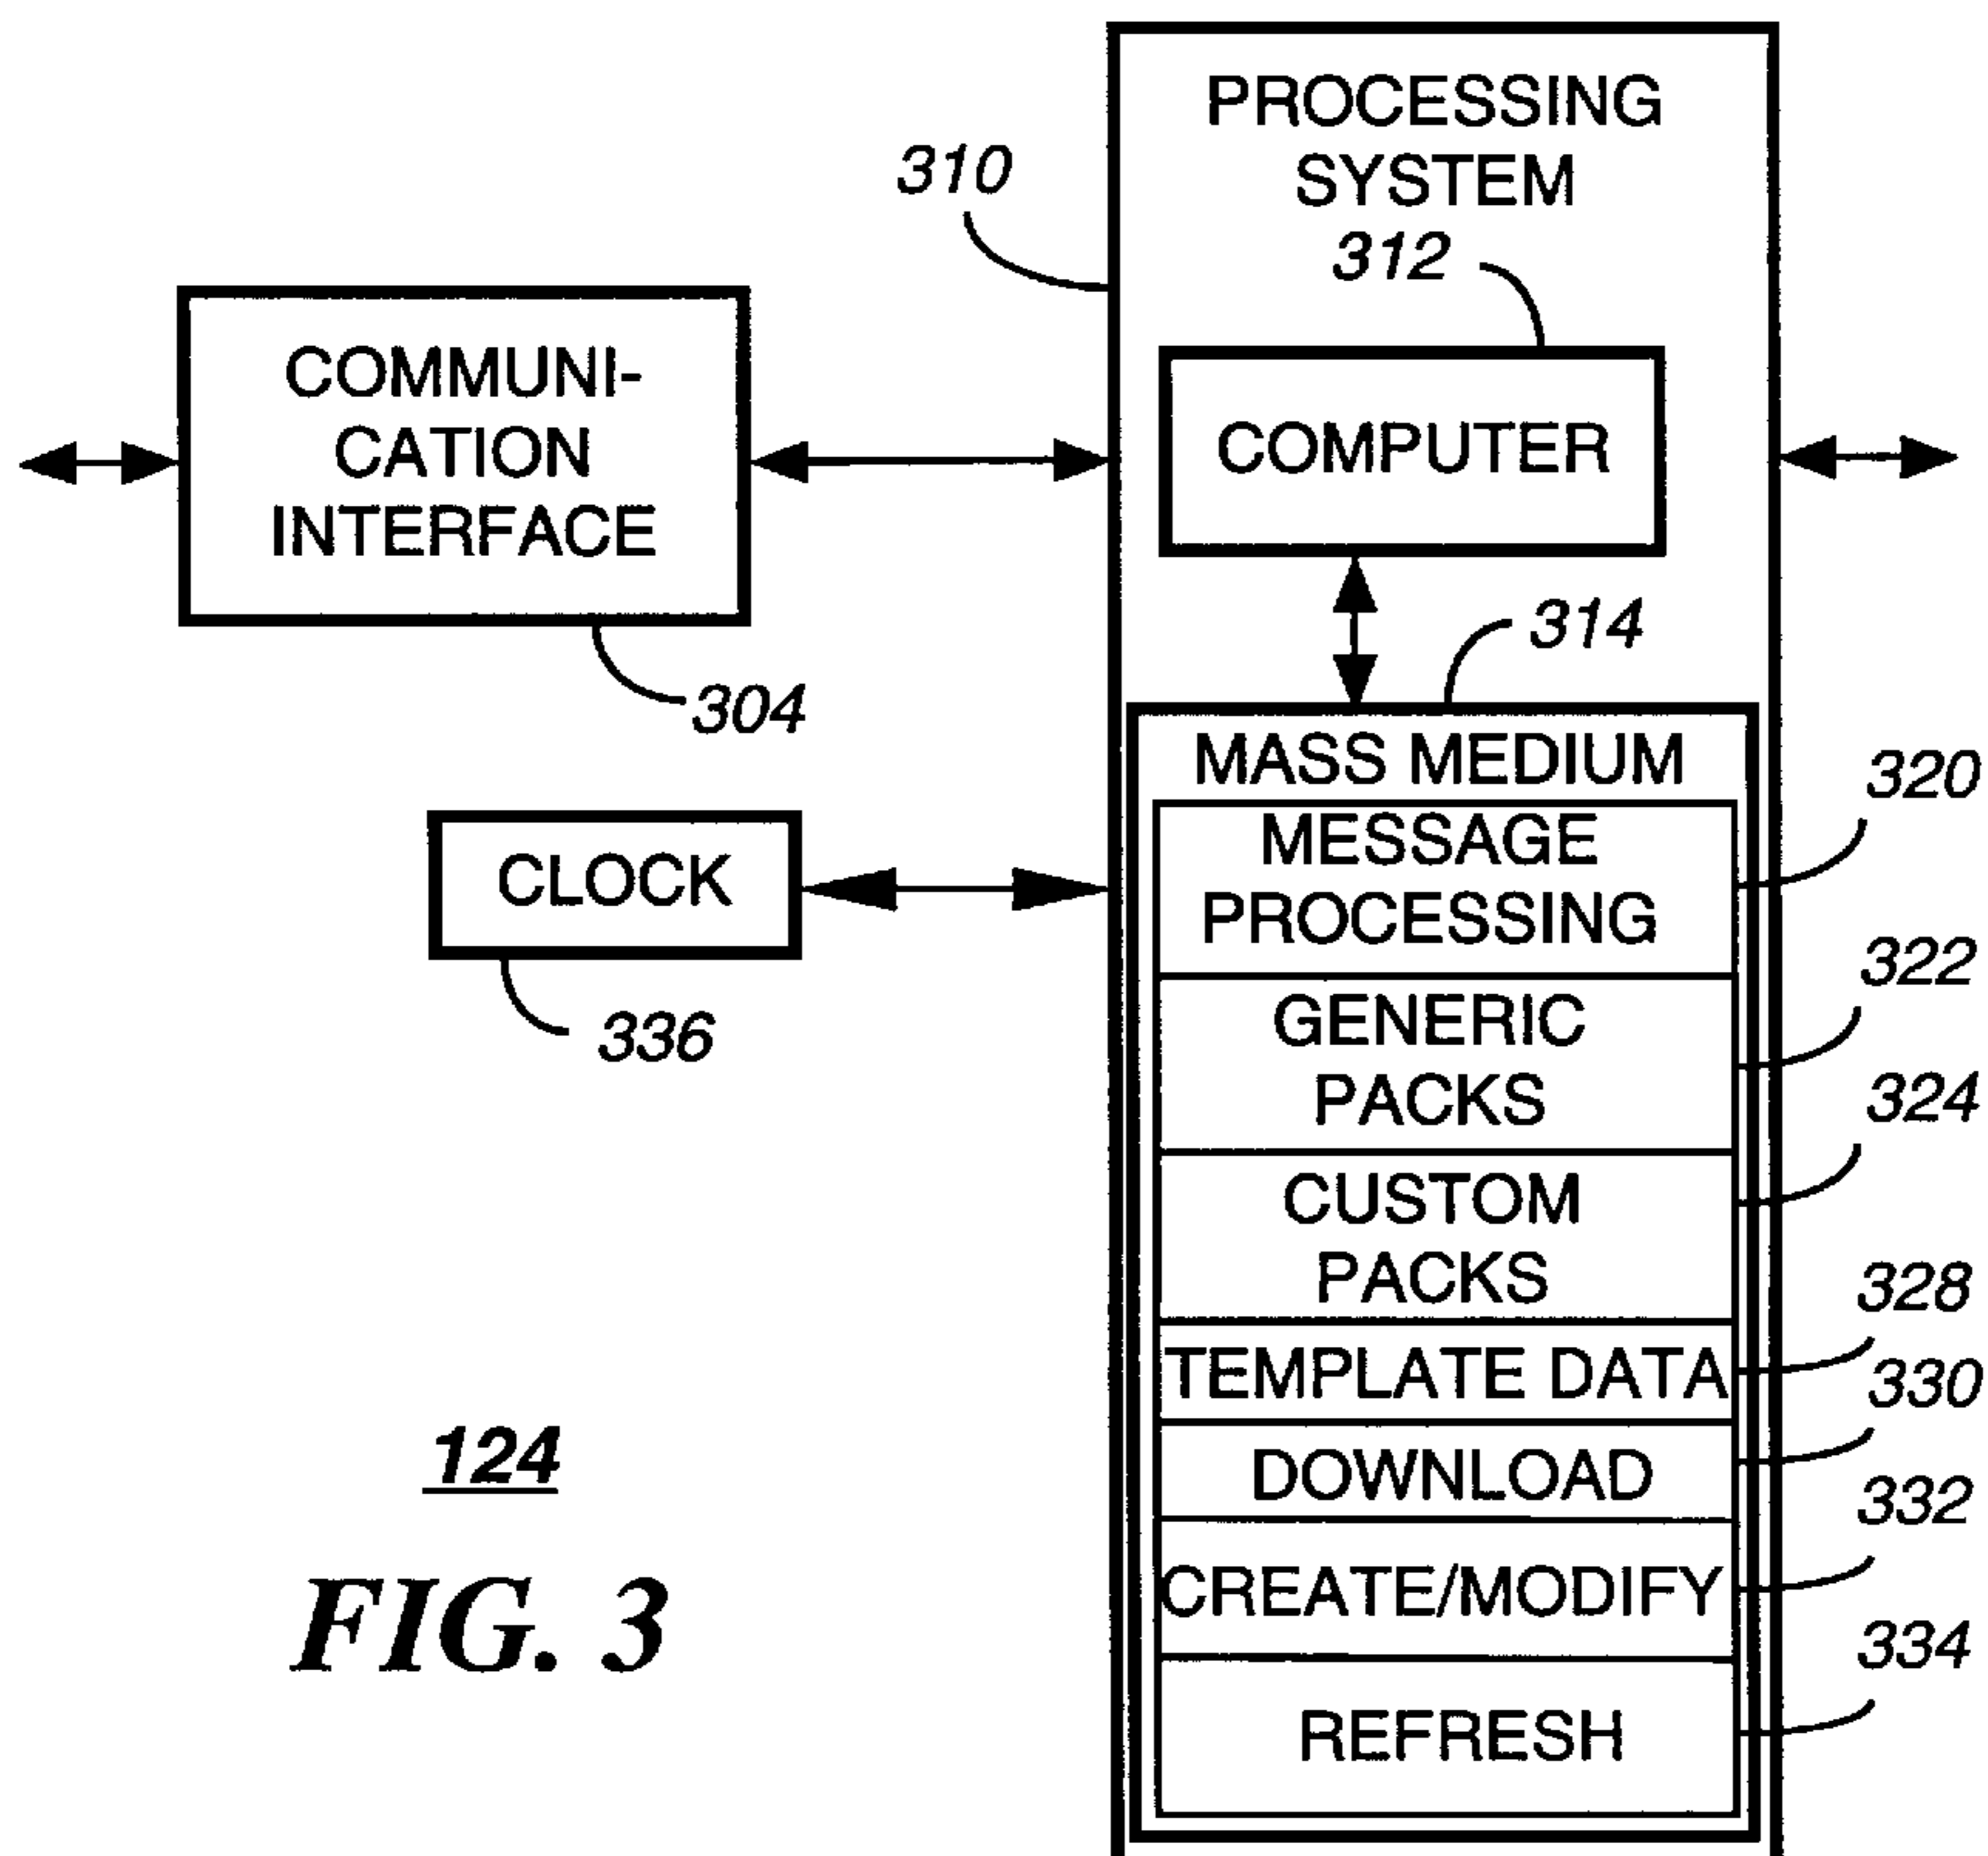 PROCESSING
SYSTEM
310
312
COMMUNI-
CATION
INTERFACE
COMPUTER
304
314
MASS MEDIUM
320
MESSAGE
PROCESSING
CLOCK
336
322
GENERIC
PACKS
324
CUSTOM
PACKS
328
TEMPLATE DATA
330
DOWNLOAD
332
CREATE/MODIFY
334
REFRESH
124
FIG. 3